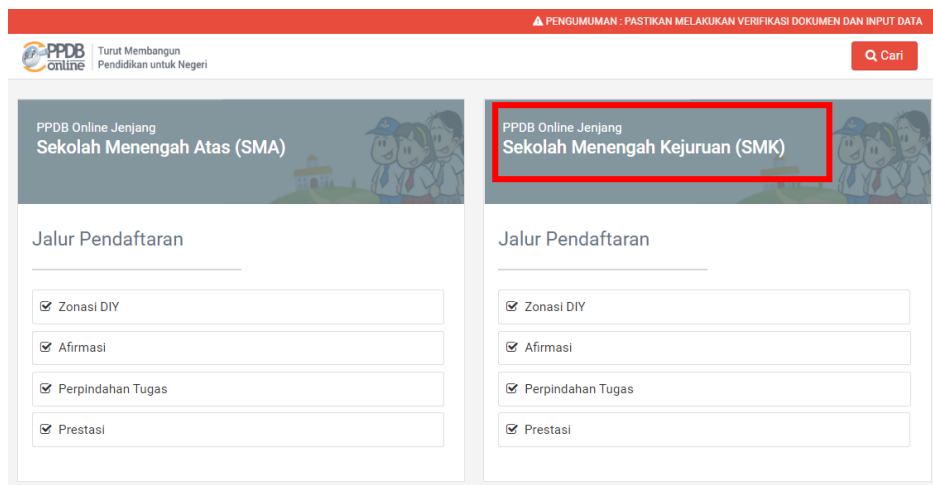 PENGUMUMAN : PASTIKAN MELAKUKAN VERIFIKASI DOKUMEN DAN INPUT DATA
PPDB
online
Turut Membangun
Pendidikan untuk Negeri
Cari
PPDB Online Jenjang
Sekolah Menengah Atas (SMA)
Jalur Pendaftaran
Zonasi DIY
Afirmasi
Perpindahan Tugas
Prestasi
PPDB Online Jenjang
Sekolah Menengah Kejuruan (SMK)
Jalur Pendaftaran
Zonasi DIY
Afirmasi
Perpindahan Tugas
Prestasi